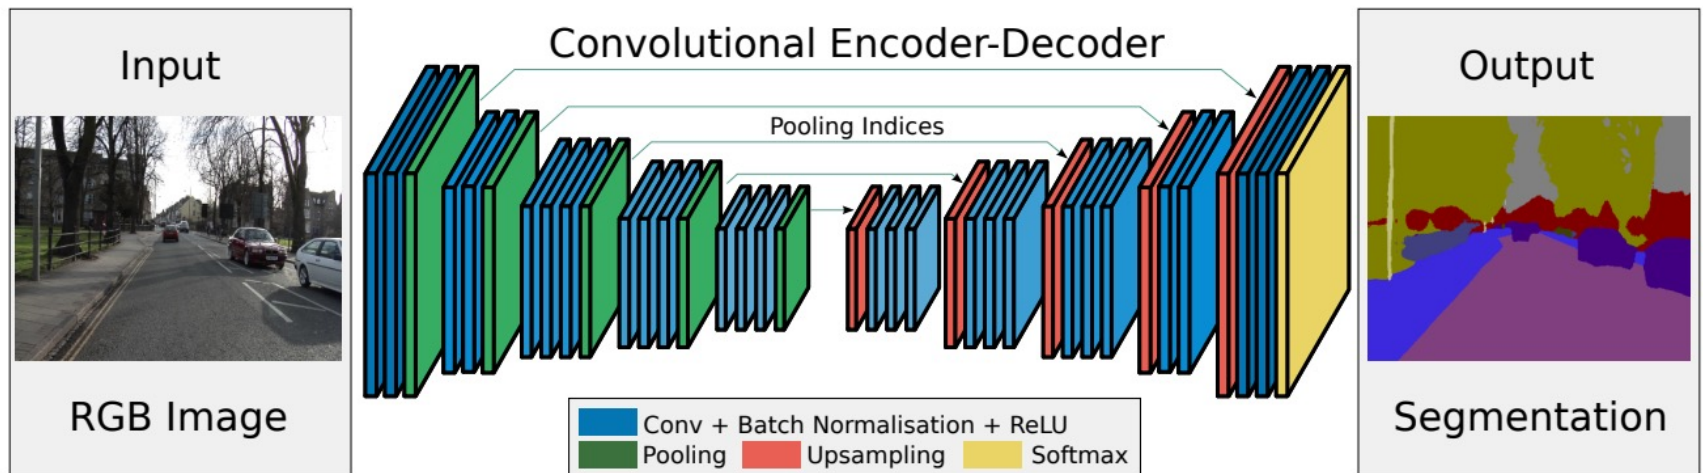 Convolutional Encoder-Decoder
Input
RGB Image
Pooling Indices
Output
Segmentation
Conv + Batch Normalisation + ReLU
Pooling
Upsampling
Softmax